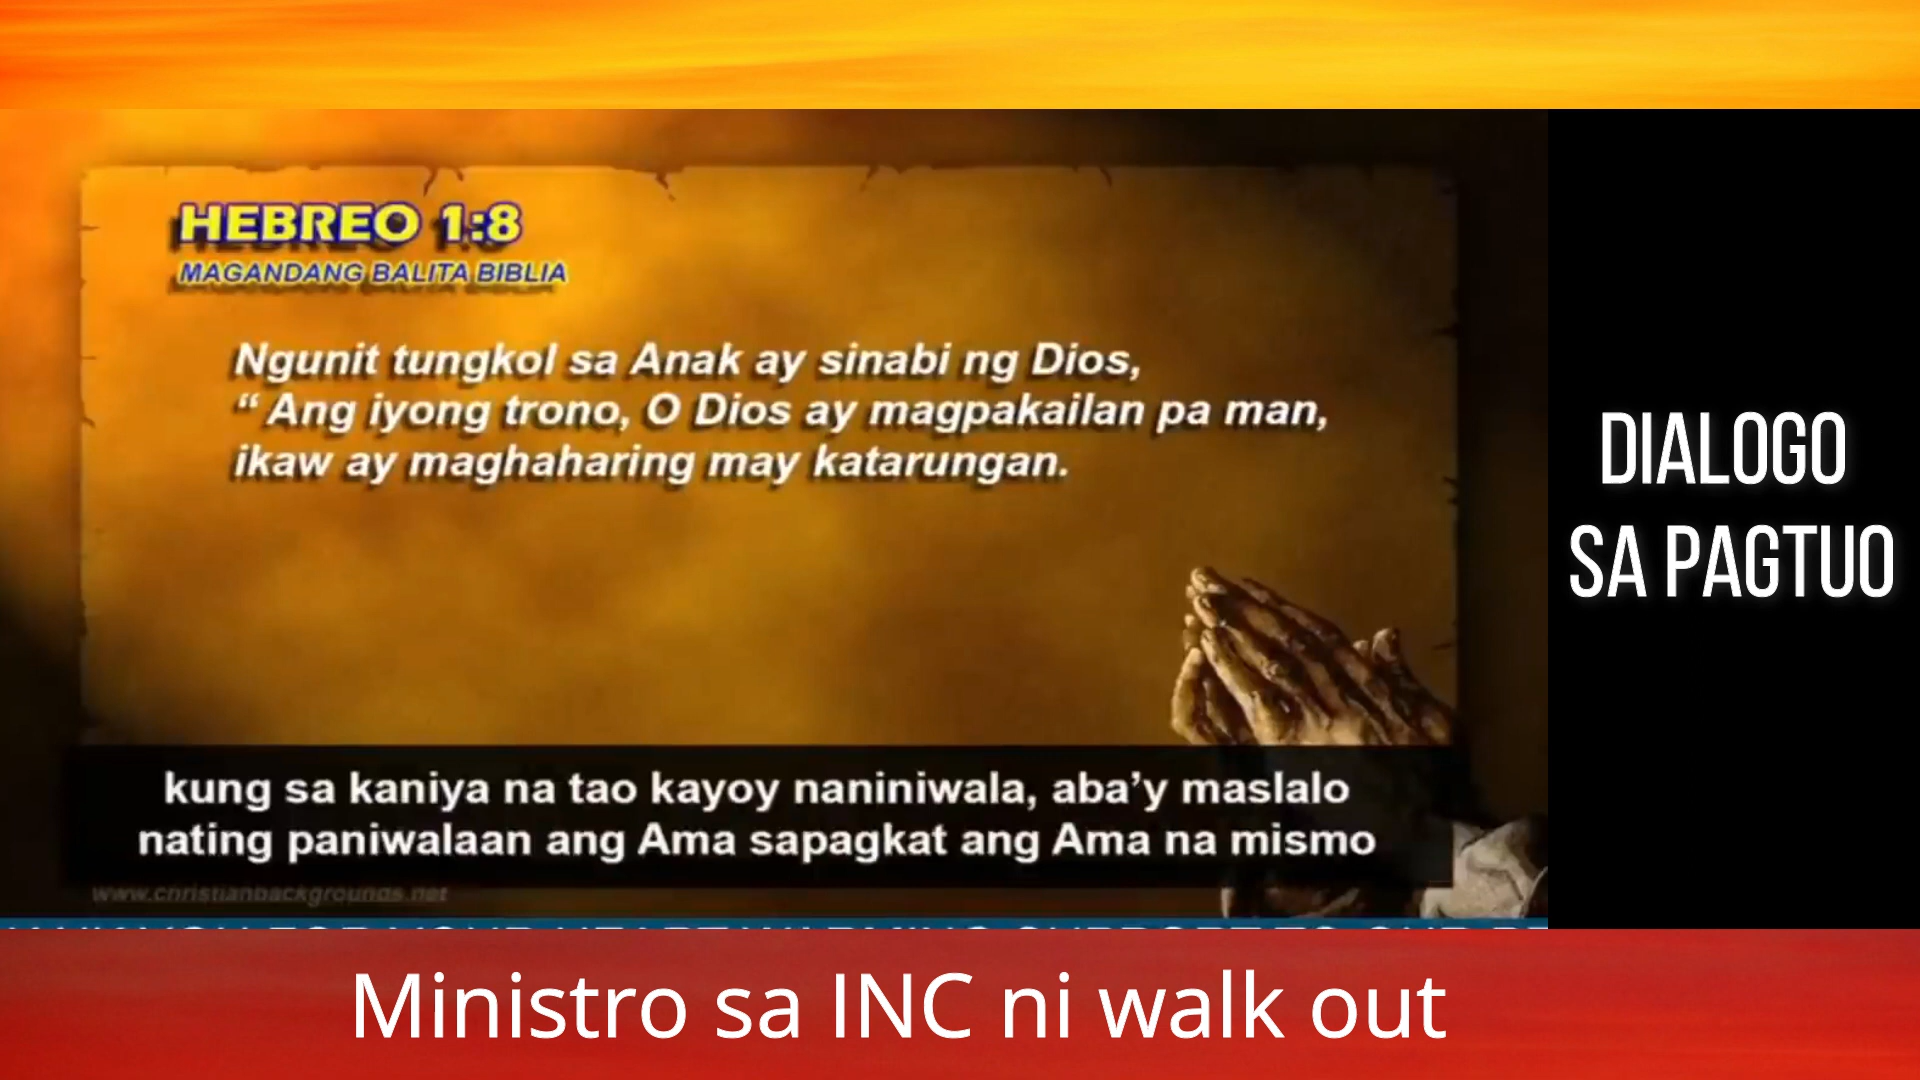 HEBREO 1:8
MAGANDANG BALITA BIBLIA
Ngunit tungkol sa Anak ay sinabi ng Dios,
“ Ang iyong trono, O Dios ay magpakailan pa man,
ikaw ay maghaharing may katarungan.
kung sa kaniya na tao kayoy naniniwala, aba’y maslalo
nating paniwalaan ang Ama sapagkat ang Ama na mismo
www.christianbackgrounds.net
DIALOGO
SA PAGTUO
Ministro sa INC ni walk out